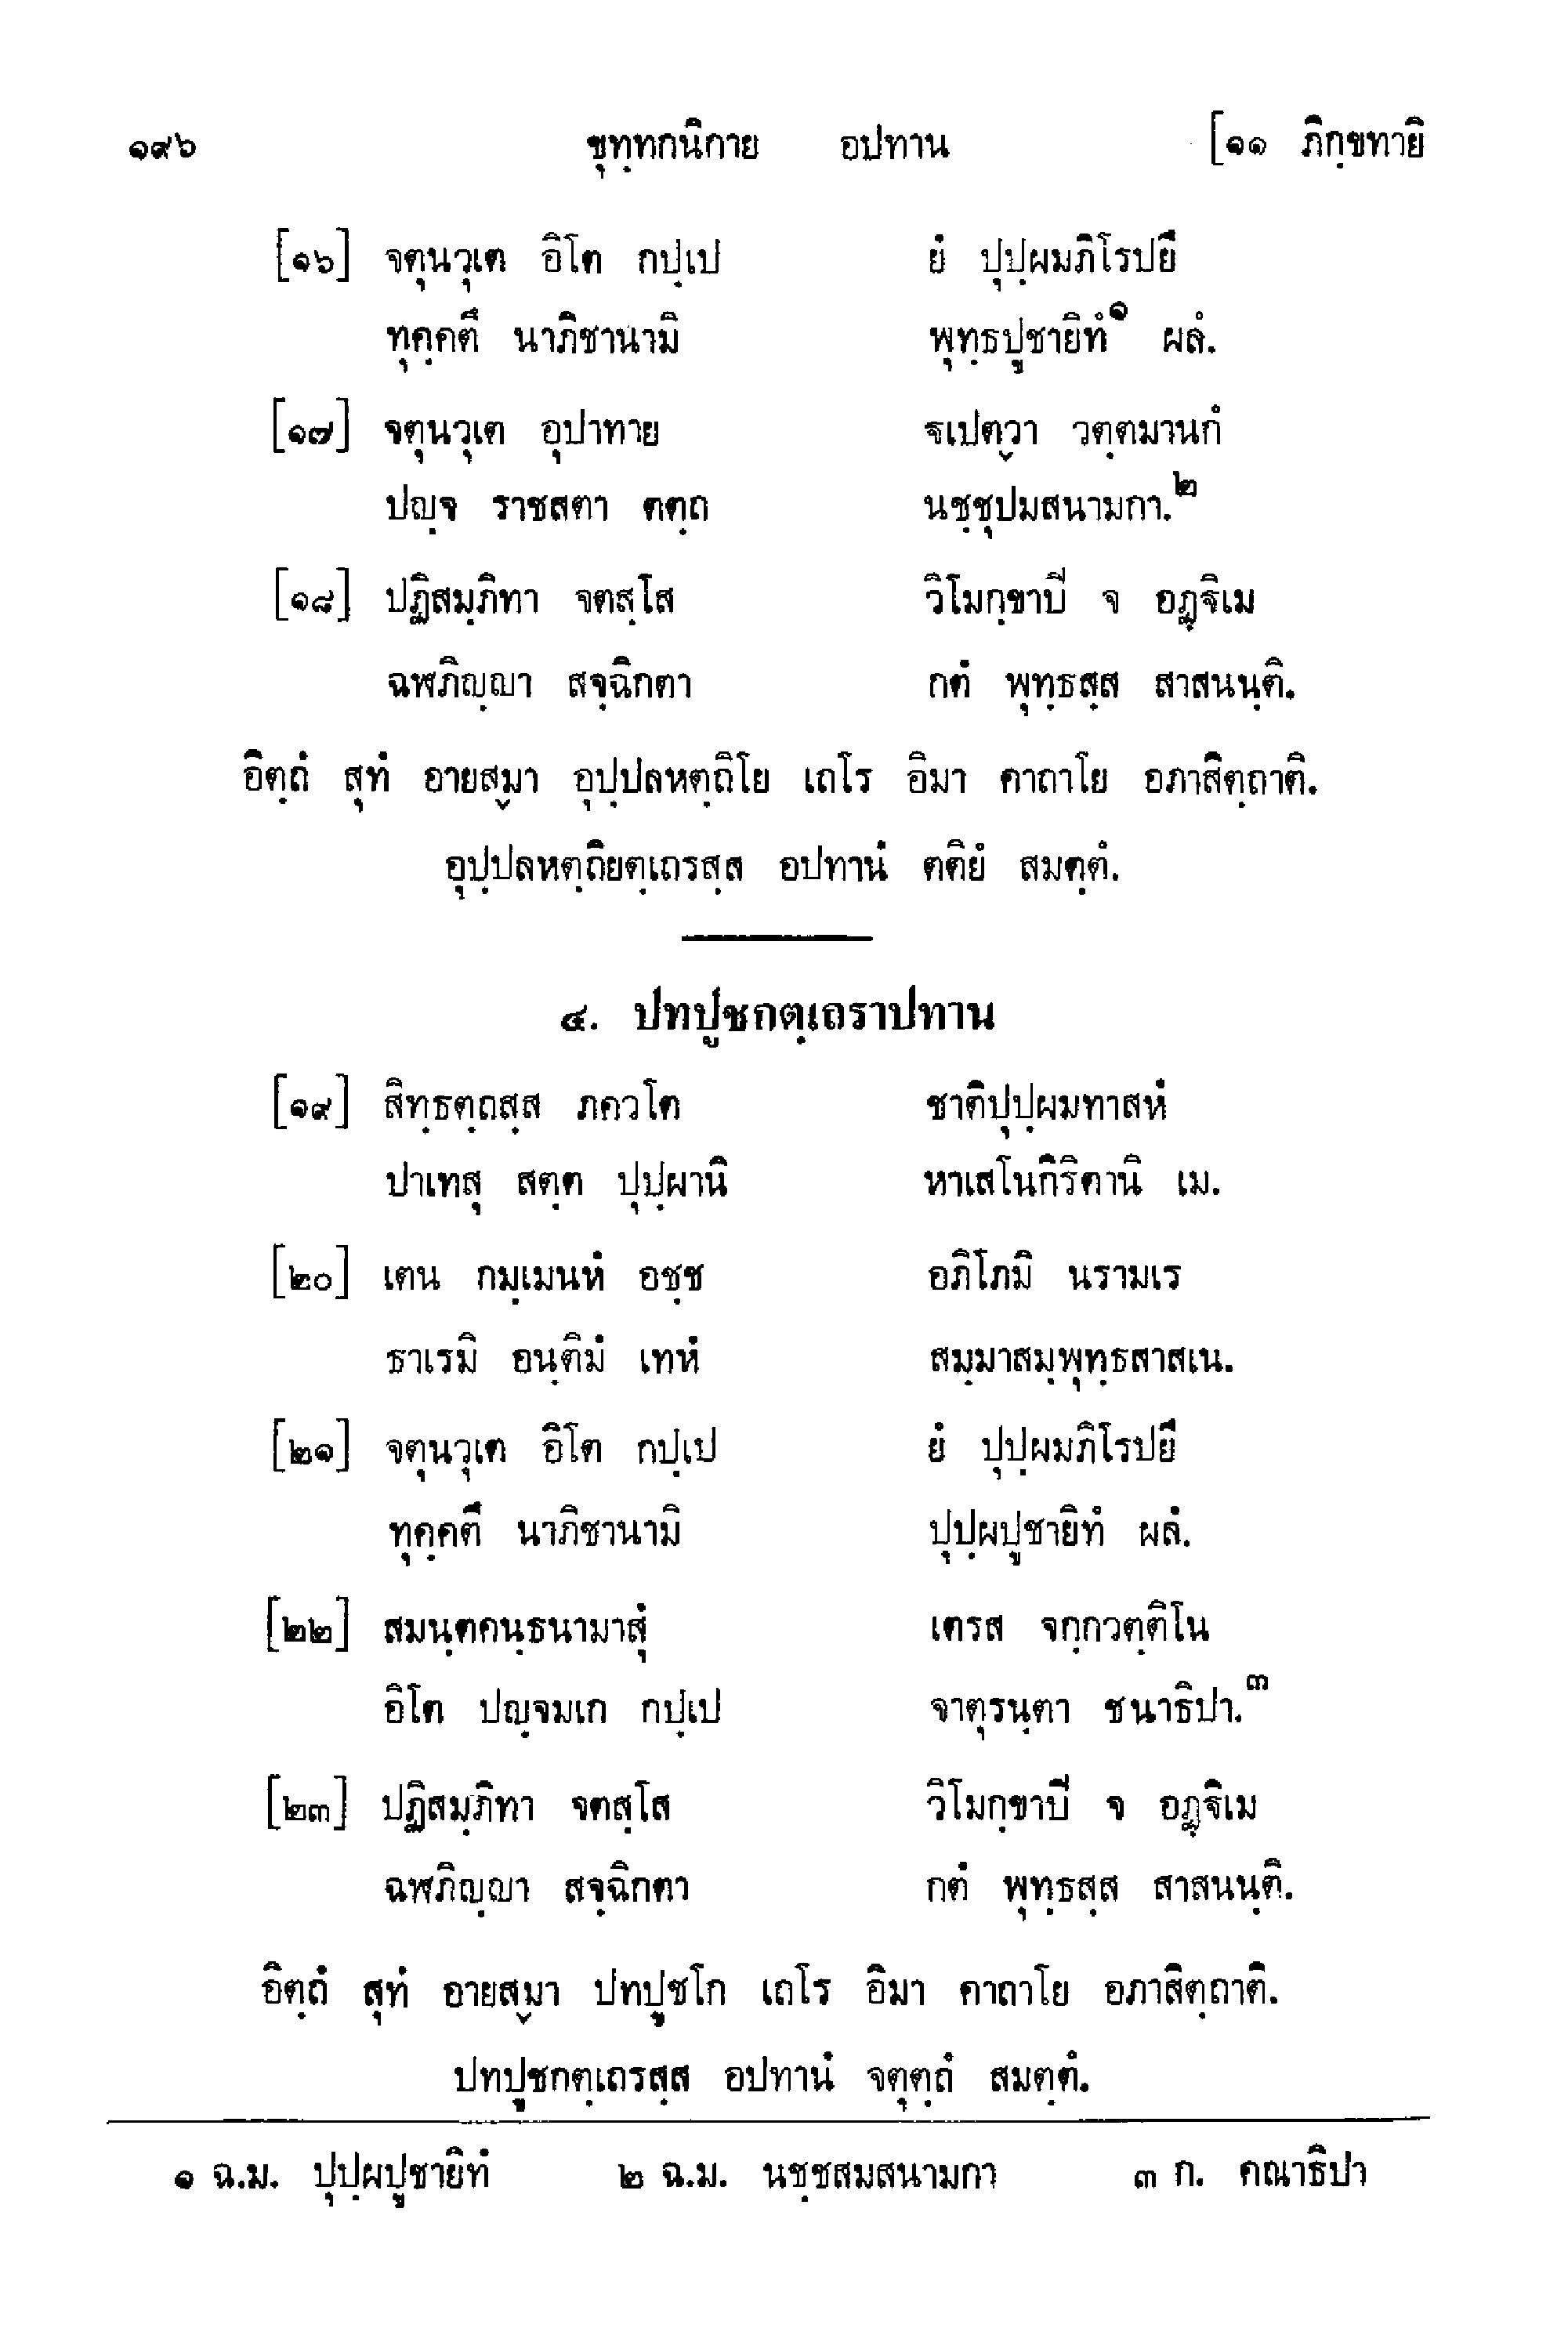 ๑๙๖ ขุทฺทกนิกาย อปทาน [๑๑ ภิกฺขทายิ
[๑๖] จตุนวุเต อิโต กปฺเป ยํ ปุปฺผมภิโรปยึ
ทุคฺคตึ นาภิชานามิ พุทฺธปูชายิทํ๑ ผลํ.
[๑๗] จตุนวุเต อุปาทาย ฐเปตฺวา วตฺตมานกํ
ปญฺจ ราชสตา ตตฺถ นชฺชุปมสนามกา.๒
[๑๘] ปฏิสมฺภิทา จตสฺโส วิโมกฺขาปิ จ อฏฺฐิเม
ฉฬภิญฺญา สจฺฉิกตา กตํ พุทฺธสฺส สาสนนฺติ.
อิตฺถํ สุทํ อายสฺมา อุปฺปลหตฺถิโย เถโร อิมา คาถาโย อภาสิตฺถาติ.
อุปฺปลหตฺถิยตฺเถรสฺส อปทานํ ตติยํ สมตฺตํ.
๔. ปทปูชกตฺเถราปทาน
[๑๙] สิทฺธตฺถสฺส ภควโต ชาติปุปฺผมทาสหํ
ปาเทสุ สตฺต ปุปฺผานิ หาเสโนกิริตานิ เม.
[๒๐] เตน กมฺเมนหํ อชฺช อภิโภมิ นรามเร
ธาเรมิ อนฺติมํ เทหํ สมฺมาสมฺพุทฺธสาสเน.
[๒๑] จตุนวุเต อิโต กปฺเป ยํ ปุปฺผมภิโรปยึ
ทุคฺคตึ นาภิชานามิ ปุปฺผปูชายิทํ ผลํ.
[๒๒] สมนฺตคนฺธนามาสุํ เตรส จกฺกวตฺติโน
อิโต ปญฺจมเก กปฺเป จาตุรนฺตา ชนาธิปา.๓
[๒๓] ปฏิสมฺภิทา จตสฺโส วิโมกฺขาปิ จ อฏฺฐิเม
ฉฬภิญฺญา สจฺฉิกตา กตํ พุทฺธสฺส สาสนนฺติ.
อิตฺถํ สุทํ อายสฺมา ปทปูชโก เถโร อิมา คาถาโย อภาสิตฺถาติ.
ปทปูชกตฺเถรสฺส อปทานํ จตุตฺถํ สมตฺตํ.
๑ ฉ.ม. ปุปฺผปูชายิทํ ๒ ฉ.ม. นชฺชสมสนามกา ๓ ก. คณาธิปา